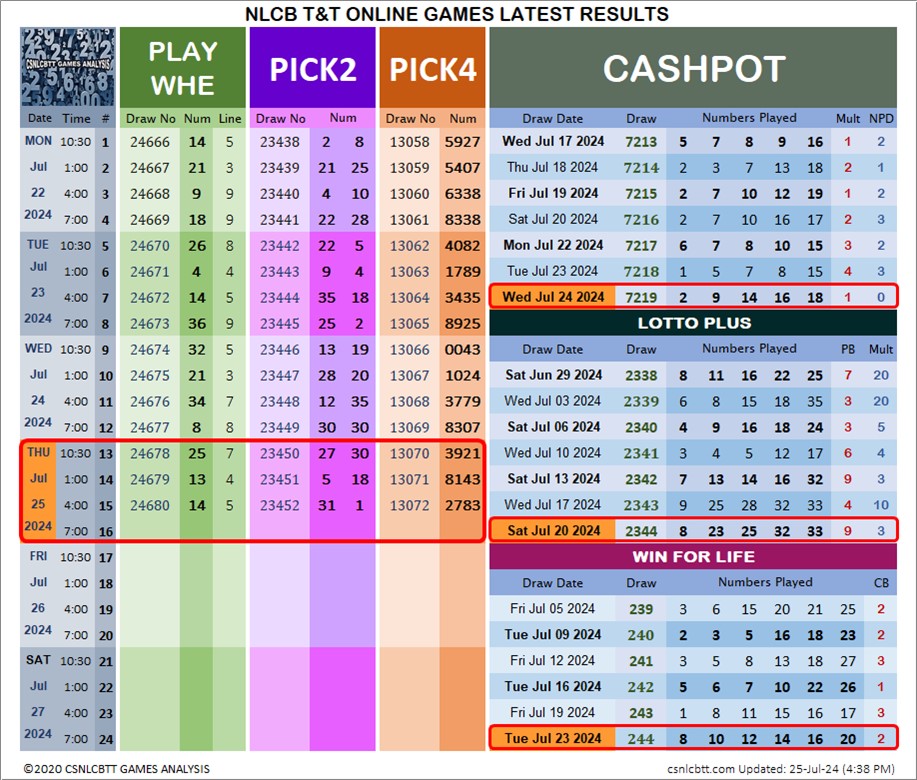 NLCB T&T ONLINE GAMES LATEST RESULTS
CSNLCBTT GAMES ANALYSIS
PLAY WHE
PICK2
PICK4
Date Time # Draw No Num Line Draw No Num Draw No Num
MON 10:30 1 24666 14 5 23438 2 8 13058 5927
Jul 1:00 2 24667 21 3 23439 21 25 13059 5407
22 4:00 3 24668 9 9 23440 4 10 13060 6338
2024 7:00 4 24669 18 9 23441 22 28 13061 8338
TUE 10:30 5 24670 26 8 23442 22 5 13062 4082
Jul 1:00 6 24671 4 4 23443 9 4 13063 1789
23 4:00 7 24672 14 5 23444 35 18 13064 3435
2024 7:00 8 24673 36 9 23445 25 2 13065 8925
WED 10:30 9 24674 32 5 23446 13 19 13066 0043
Jul 1:00 10 24675 21 3 23447 28 20 13067 1024
24 4:00 11 24676 34 7 23448 12 35 13068 3779
2024 7:00 12 24677 8 8 23449 30 30 13069 8307
THU 10:30 13 24678 25 7 23450 27 30 13070 3921
Jul 1:00 14 24679 13 4 23451 5 18 13071 8143
25 4:00 15 24680 14 5 23452 31 1 13072 2783
2024 7:00 16
FRI 10:30 17
Jul 1:00 18
26 4:00 19
2024 7:00 20
SAT 10:30 21
Jul 1:00 22
27 4:00 23
2024 7:00 24
CASHPOT
Draw Date Draw Numbers Played Mult NPD
Wed Jul 17 2024 7213 5 7 8 9 16 1 2
Thu Jul 18 2024 7214 2 3 7 13 18 2 1
Fri Jul 19 2024 7215 2 7 10 12 19 1 2
Sat Jul 20 2024 7216 2 7 10 16 17 2 3
Mon Jul 22 2024 7217 6 7 8 10 15 3 2
Tue Jul 23 2024 7218 1 5 7 8 15 4 3
Wed Jul 24 2024 7219 2 9 14 16 18 1 0
LOTTO PLUS
Draw Date Draw Numbers Played PB Mult
Sat Jun 29 2024 2338 8 11 16 22 25 7 20
Wed Jul 03 2024 2339 6 8 15 18 35 3 20
Sat Jul 06 2024 2340 4 9 16 18 24 3 5
Wed Jul 10 2024 2341 3 4 5 12 17 6 4
Sat Jul 13 2024 2342 7 13 14 16 32 9 3
Wed Jul 17 2024 2343 9 25 28 32 33 4 10
Sat Jul 20 2024 2344 8 23 25 32 33 9 3
WIN FOR LIFE
Draw Date Draw Numbers Played CB
Fri Jul 05 2024 239 3 6 15 20 21 25 2
Tue Jul 09 2024 240 2 3 5 16 18 23 2
Fri Jul 12 2024 241 3 5 8 13 18 27 3
Tue Jul 16 2024 242 5 6 7 10 22 26 1
Fri Jul 19 2024 243 1 8 11 15 16 17 3
Tue Jul 23 2024 244 8 10 12 14 16 20 2
©2020 CSNLCBTT GAMES ANALYSIS
csnlcbtt.com Updated: 25-Jul-24 (4:38 PM)